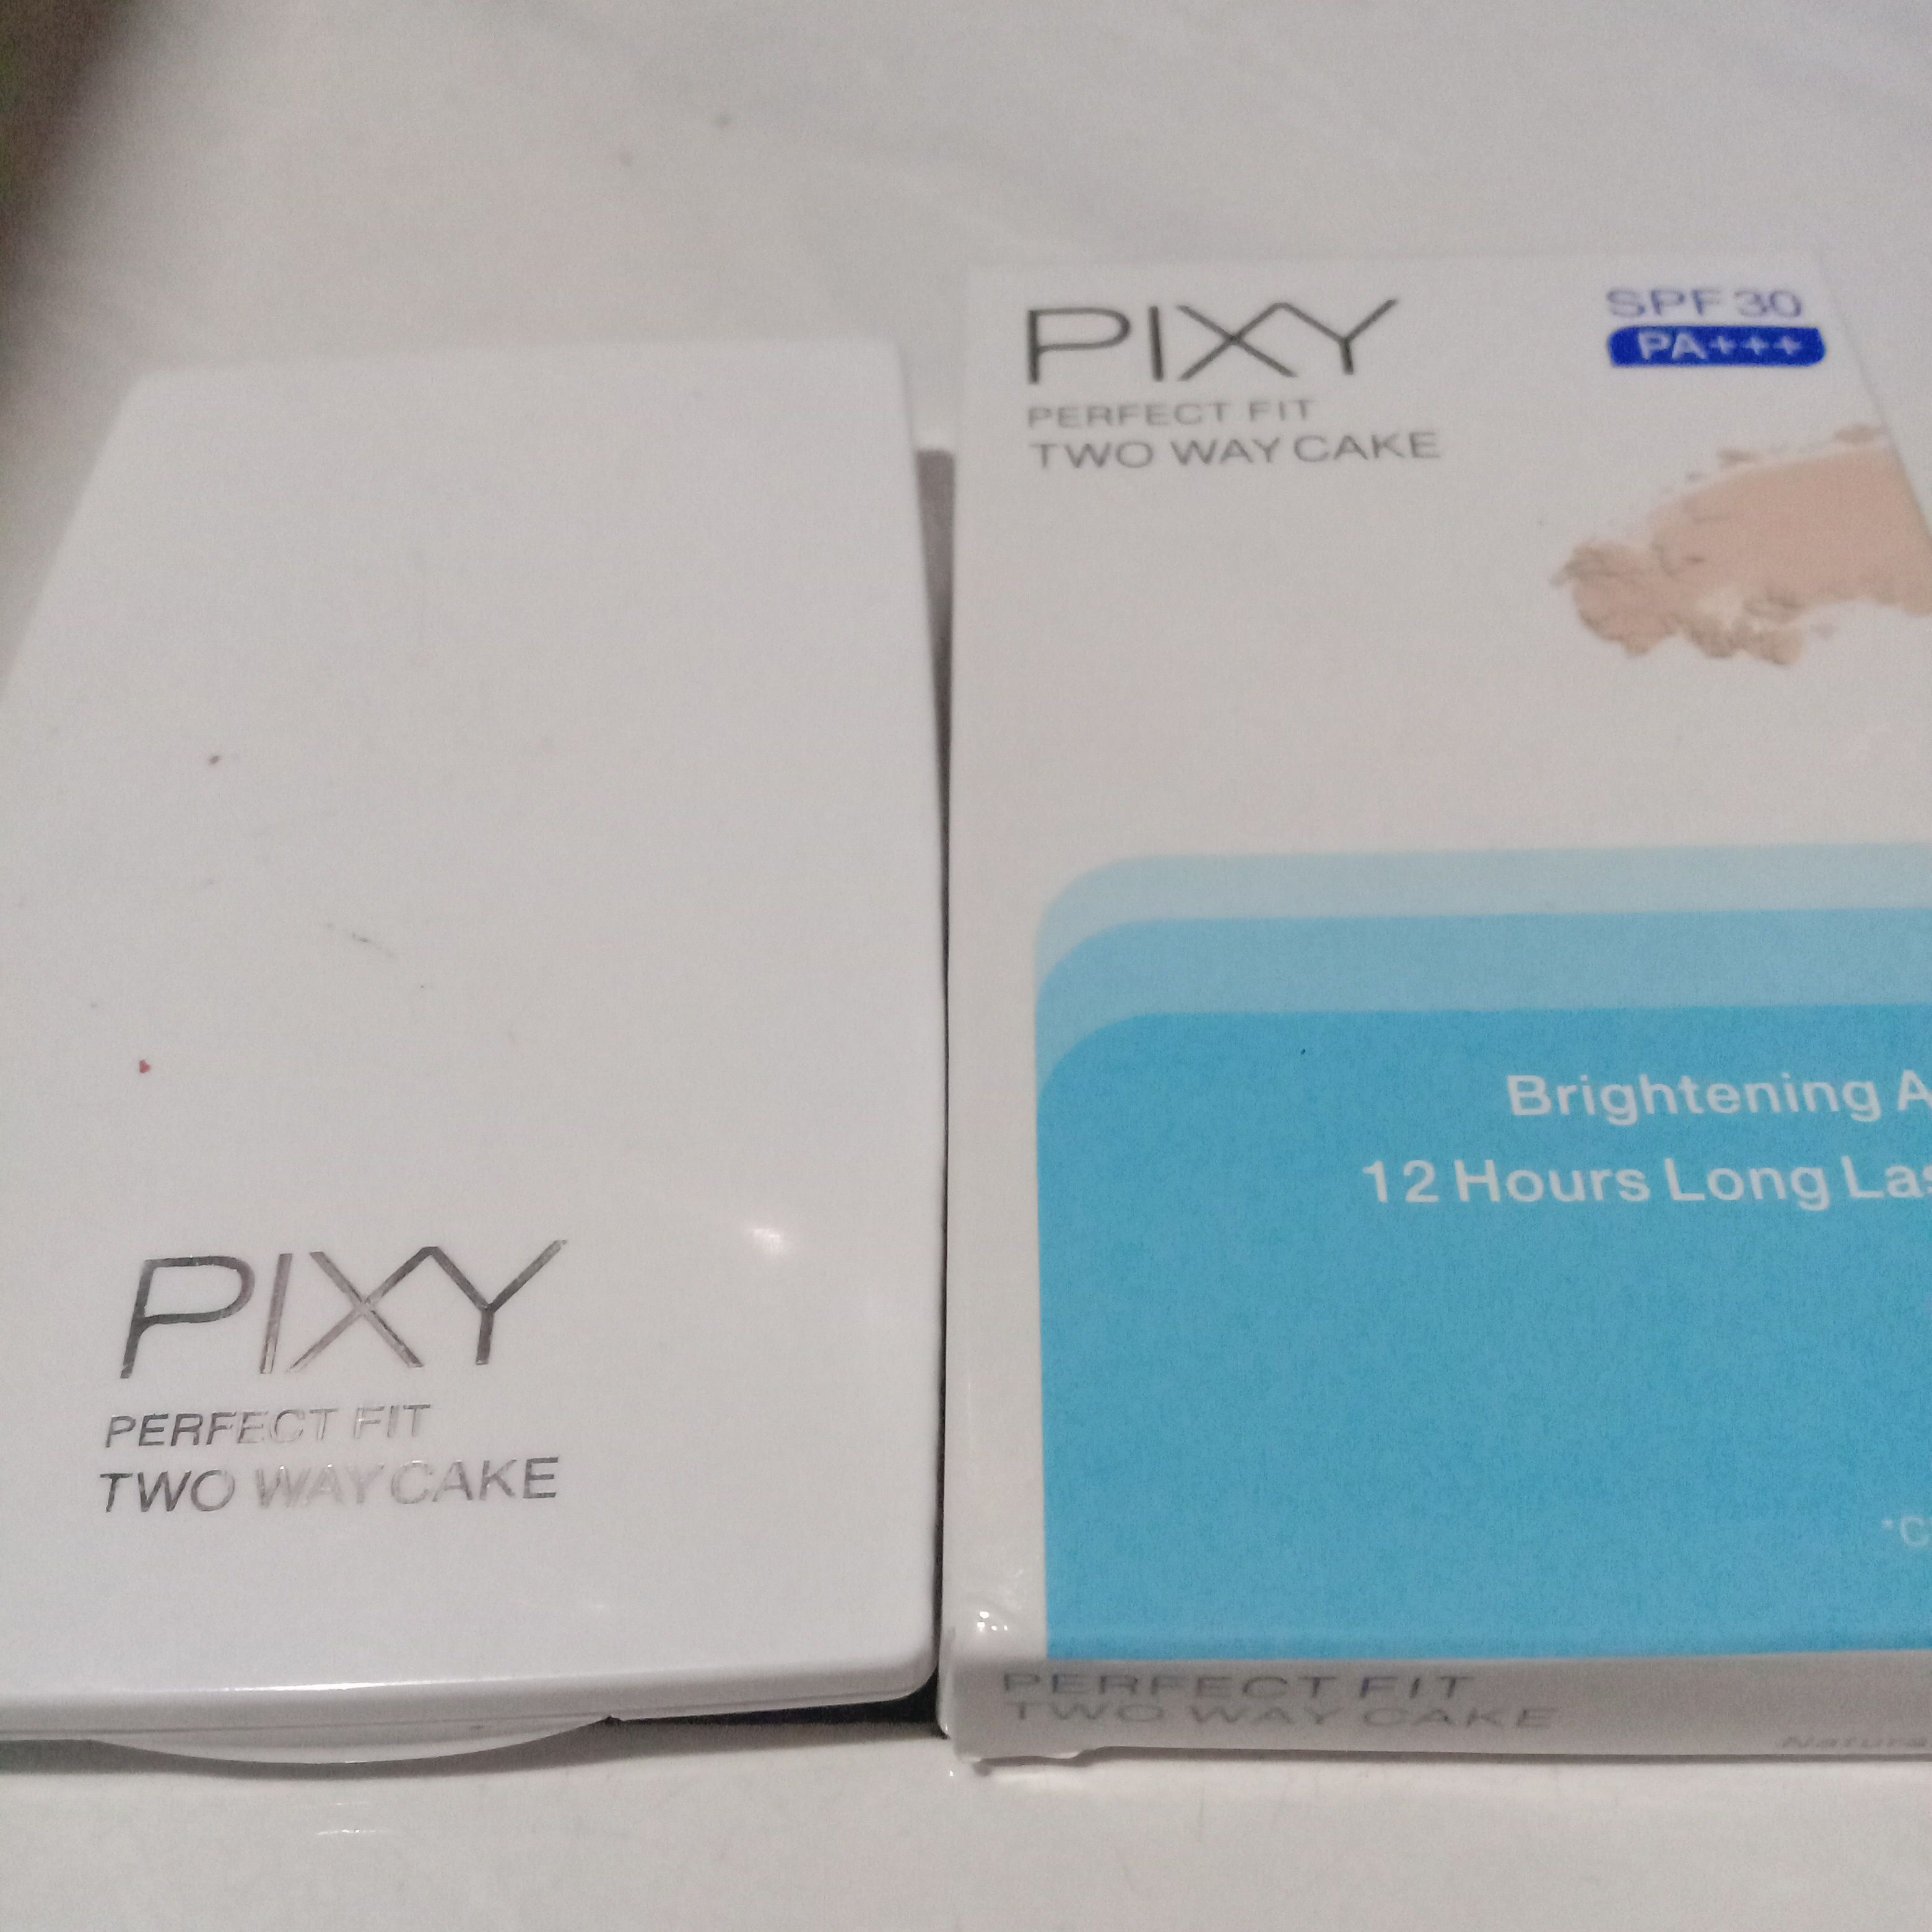 PIXY
PERFECT FIT
TWO WAY CAKE
PIXY
PERFECT FIT
TWO WAY CAKE
SPF 30
PA+++
Brightening A
12 Hours Long Las
*C
PERFECT FIT
TWO WAY CAKE
Natura